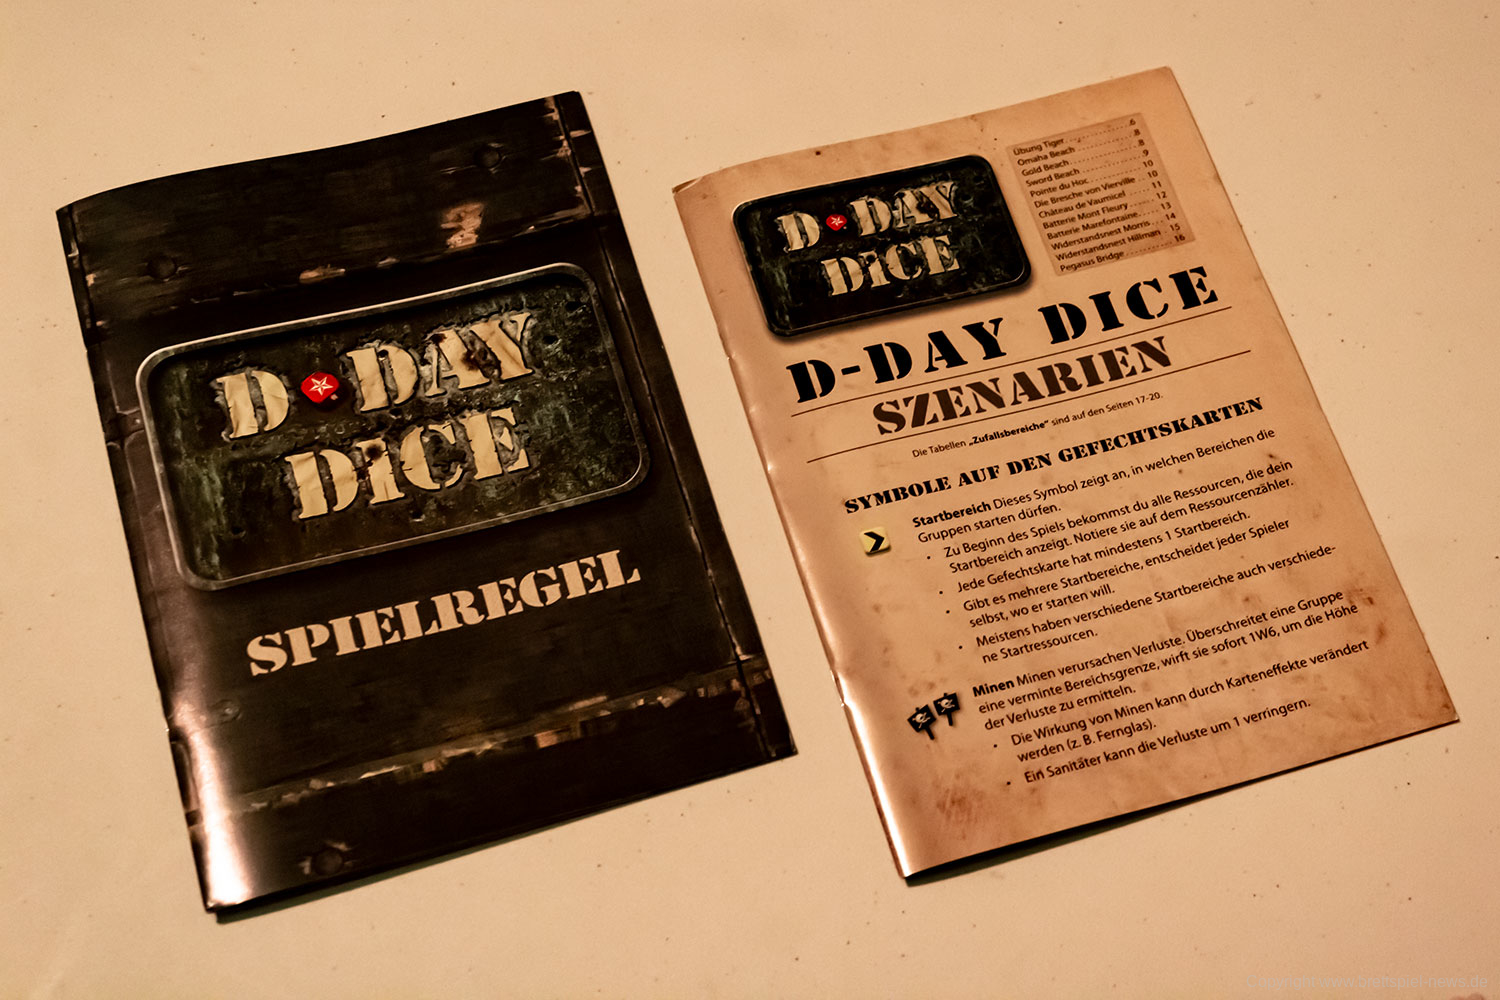 D-DAY
DICE
SPIELREGEL
D-DAY
DICE
Übung Tiger 6
Omaha Beach 8
Gold Beach 8
Sword Beach 9
Pointe du Hoc 10
Die Bresche von Vierville 10
Château de Vaumicel 11
Batterie Mont Fleury 12
Batterie Marefontaine 13
Widerstandsnest Morris 14
Widerstandsnest Hillman 15
Pegasus Bridge 16
D-DAY DICE
SZENARIEN
Die Tabellen „Zufallsbereiche“ sind auf den Seiten 17-20.
SYMBOLE AUF DEN GEFECHTSKARTEN
Startbereich Dieses Symbol zeigt an, in welchen Bereichen die
Gruppen starten dürfen.
• Zu Beginn des Spiels bekommst du alle Ressourcen, die dein
Startbereich anzeigt. Notiere sie auf dem Ressourcenzähler.
• Jede Gefechtskarte hat mindestens 1 Startbereich.
• Gibt es mehrere Startbereiche, entscheidet jeder Spieler
selbst, wo er starten will.
• Meistens haben verschiedene Startbereiche auch verschiede-
ne Startressourcen.
Minen Minen verursachen Verluste. Überschreitet eine Gruppe
eine verminte Bereichsgrenze, wirft sie sofort 1W6, um die Höhe
der Verluste zu ermitteln.
• Die Wirkung von Minen kann durch Karteneffekte verändert
werden (z. B. Fernglas).
• Ein Sanitäter kann die Verluste um 1 verringern.
Copyright www.brettspiel-news.de